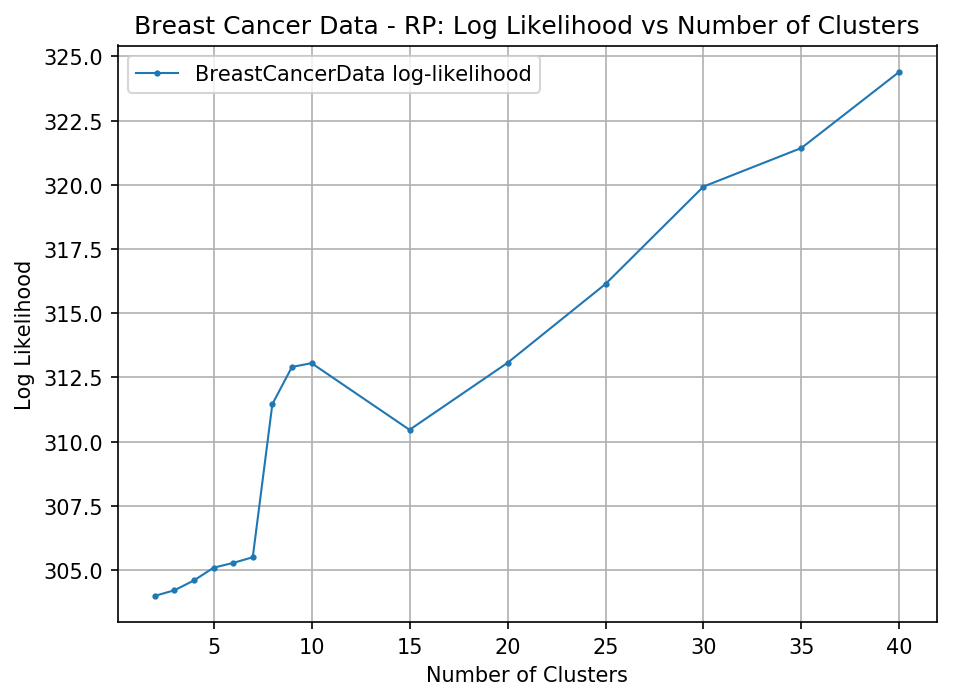 Breast Cancer Data - RP: Log Likelihood vs Number of Clusters
BreastCancerData log-likelihood
Log Likelihood
325.0
322.5
320.0
317.5
315.0
312.5
310.0
307.5
305.0
5 10 15 20 25 30 35 40
Number of Clusters